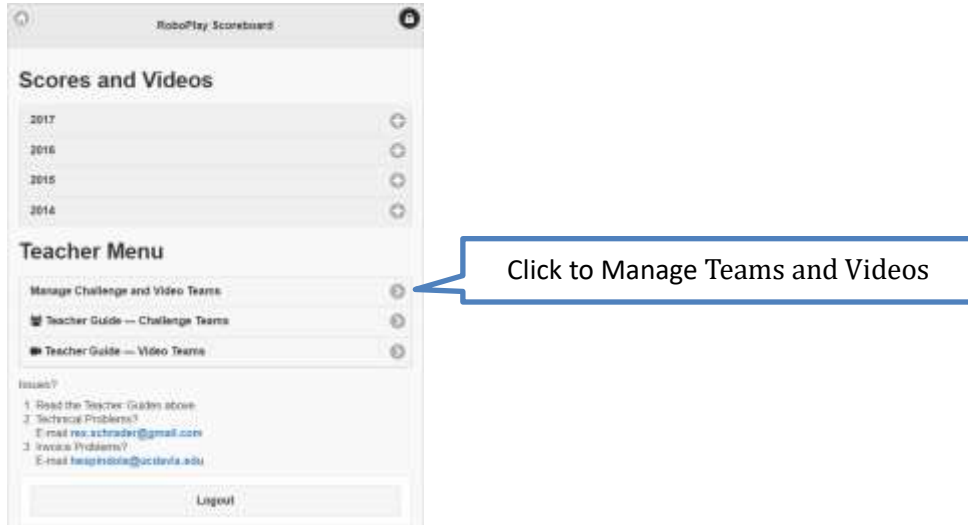 RoboPlay Scoreboard
Scores and Videos
2017
2016
2015
2014
Teacher Menu
Click to Manage Teams and Videos
Manage Challenge and Video Teams
Teacher Guide — Challenge Teams
Teacher Guide — Video Teams
Issues?
1 Read the Teacher Guides above
2 Technical Problems?
E-mail rex.schrader@gmail.com
3 Invoice Problems?
E-mail
Logout